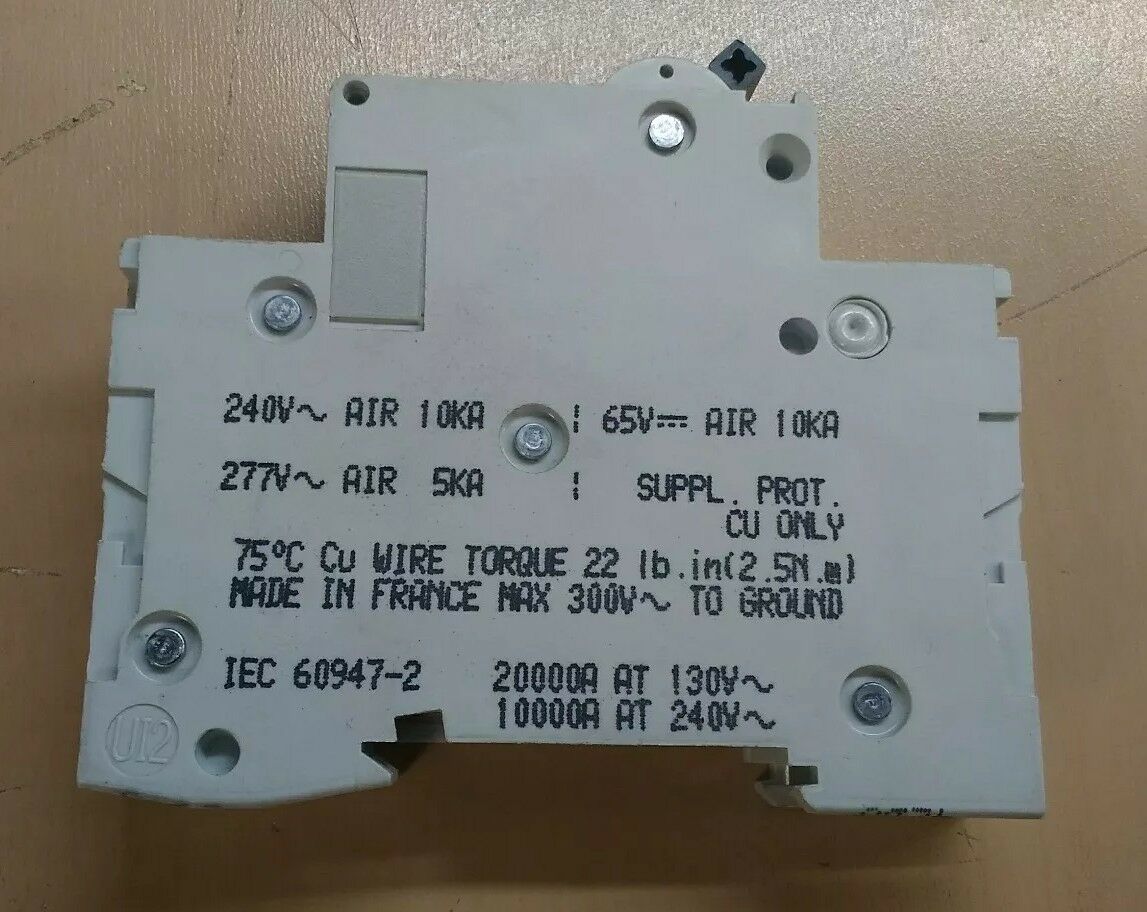 240V~ AIR 10KA ¦ 65V⎓ AIR 10KA
277V~ AIR 5KA ¦ SUPPL. PROT.
CU ONLY
75°C Cu WIRE TORQUE 22 lb.in(2.5N.m)
MADE IN FRANCE MAX 300V~ TO GROUND
IEC 60947-2 20000A AT 130V~
10000A AT 240V~
UI2